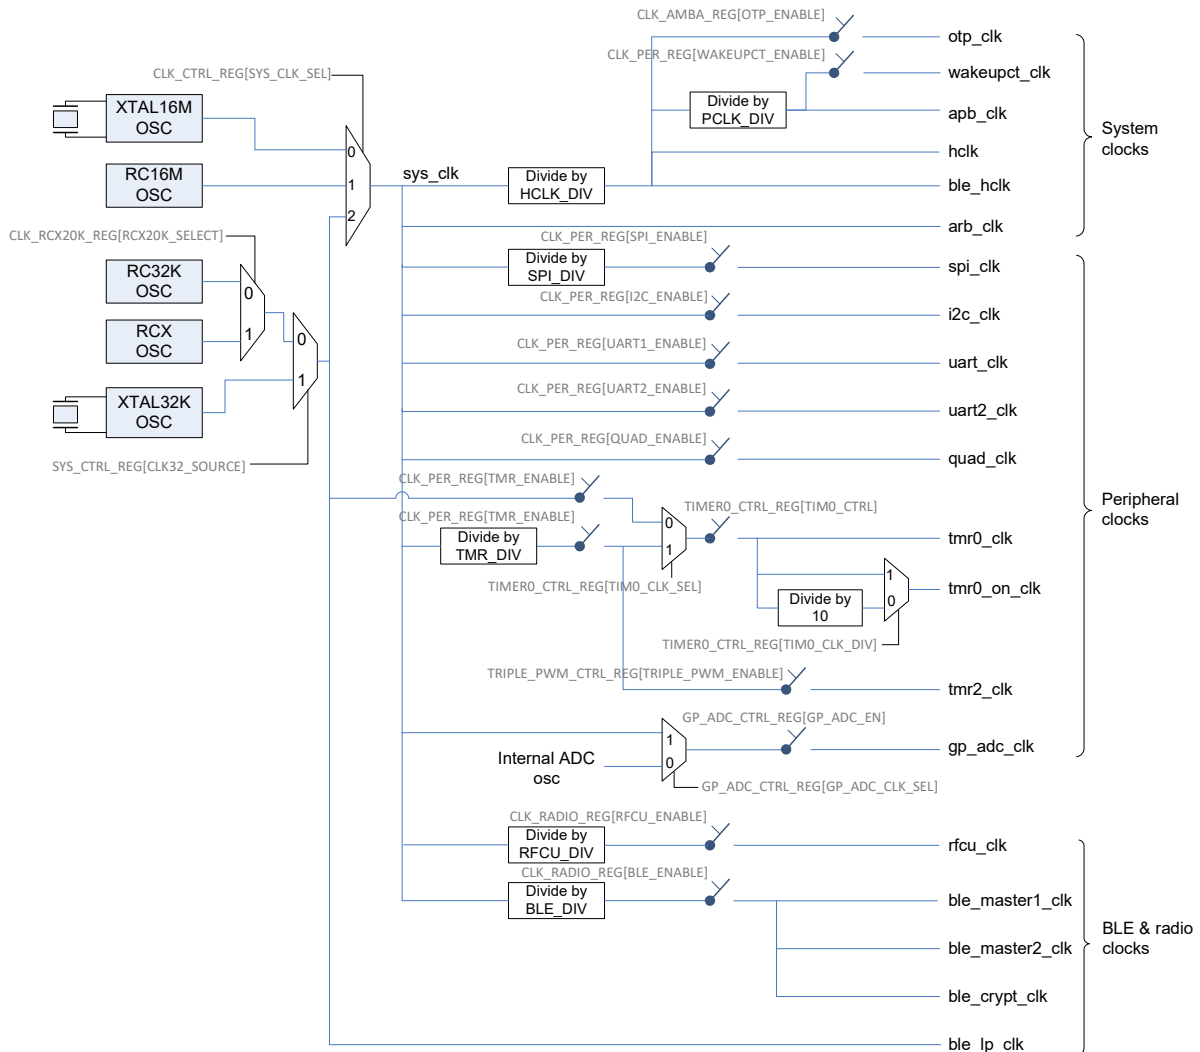 CLK_AMBA_REG[OTP_ENABLE]
otp_clk
CLK_PER_REG[WAKEUPCT_ENABLE]
wakeupct_clk
CLK_CTRL_REG[SYS_CLK_SEL]
XTAL16M
OSC
Divide by
PCLK_DIV
apb_clk
System
clocks
0
hclk
RC16M
OSC
1
sys_clk
Divide by
HCLK_DIV
ble_hclk
2
arb_clk
CLK_RCX20K_REG[RCX20K_SELECT]
CLK_PER_REG[SPI_ENABLE]
RC32K
OSC
0
Divide by
SPI_DIV
spi_clk
CLK_PER_REG[I2C_ENABLE]
i2c_clk
RCX
OSC
1
0
CLK_PER_REG[UART1_ENABLE]
uart_clk
1
XTAL32K
OSC
CLK_PER_REG[UART2_ENABLE]
uart2_clk
SYS_CTRL_REG[CLK32_SOURCE]
CLK_PER_REG[QUAD_ENABLE]
quad_clk
CLK_PER_REG[TMR_ENABLE]
Peripheral
clocks
TIMER0_CTRL_REG[TIM0_CTRL]
CLK_PER_REG[TMR_ENABLE]
0
Divide by
TMR_DIV
1
tmr0_clk
TIMER0_CTRL_REG[TIM0_CLK_SEL]
1
tmr0_on_clk
Divide by
10
0
TIMER0_CTRL_REG[TIM0_CLK_DIV]
TRIPLE_PWM_CTRL_REG[TRIPLE_PWM_ENABLE]
tmr2_clk
GP_ADC_CTRL_REG[GP_ADC_EN]
1
gp_adc_clk
Internal ADC
osc
0
GP_ADC_CTRL_REG[GP_ADC_CLK_SEL]
CLK_RADIO_REG[RFCU_ENABLE]
Divide by
RFCU_DIV
rfcu_clk
CLK_RADIO_REG[BLE_ENABLE]
Divide by
BLE_DIV
ble_master1_clk
BLE & radio
clocks
ble_master2_clk
ble_crypt_clk
ble_lp_clk